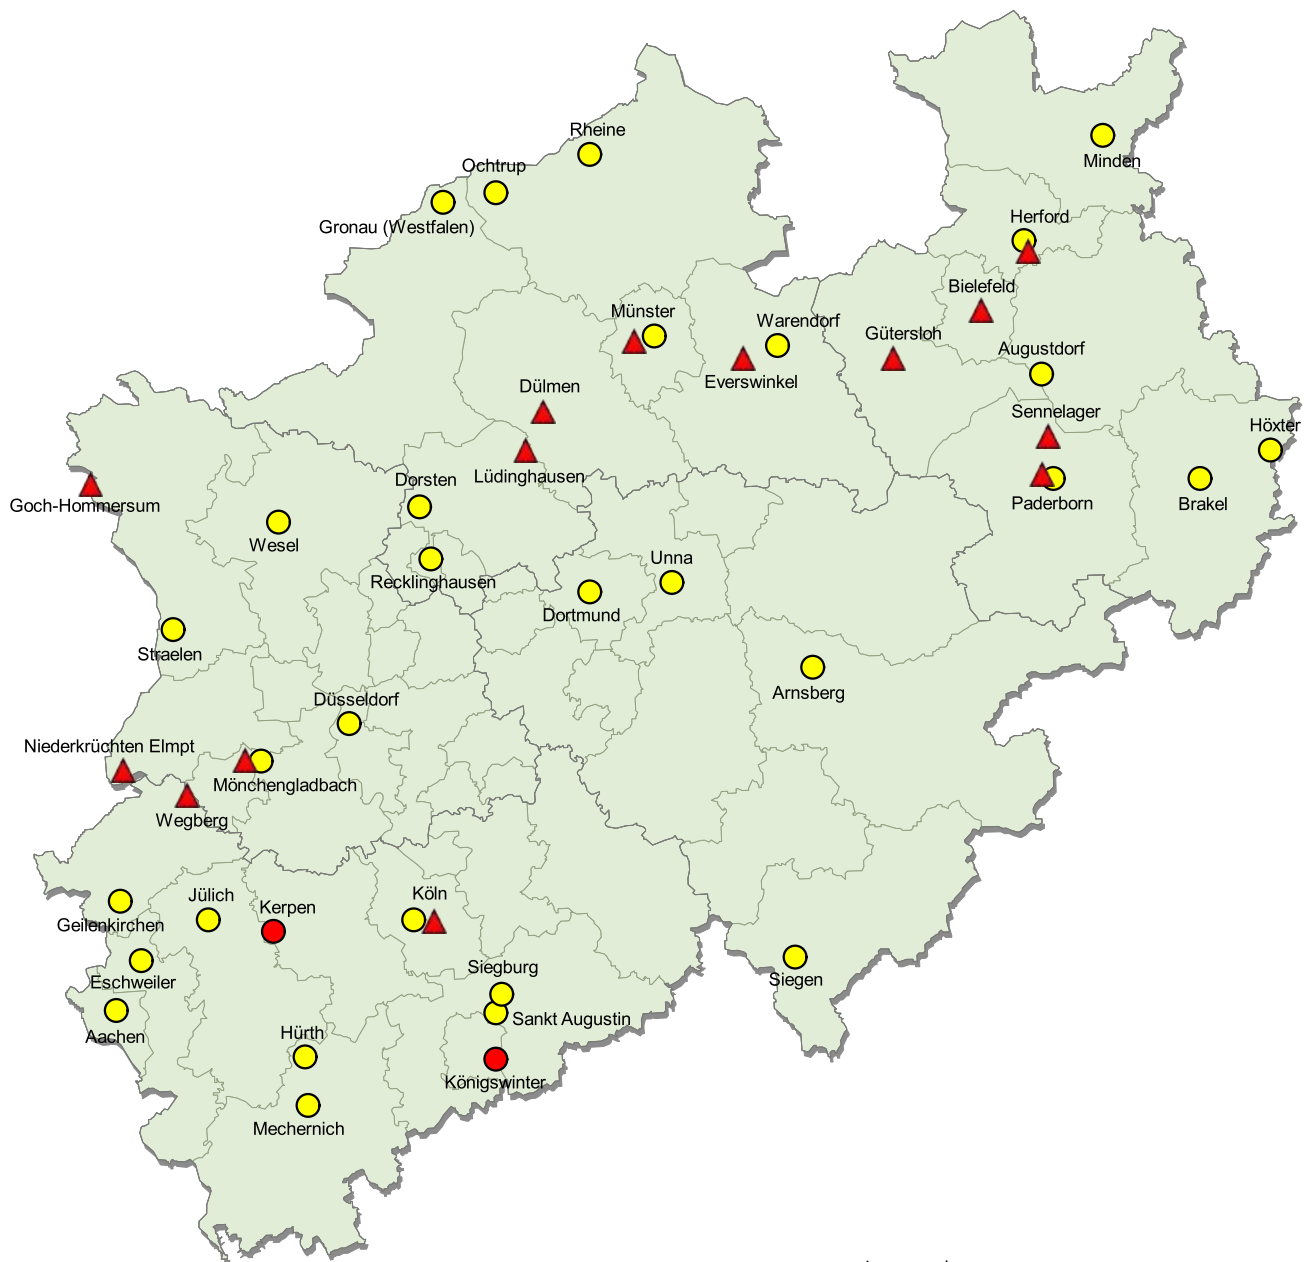 Rheine
Minden
Ochtrup
Gronau (Westfalen)
Herford
Bielefeld
Münster
Warendorf
Gütersloh
Augustdorf
Everswinkel
Dülmen
Sennelager
Höxter
Lüdinghausen
Dorsten
Goch-Hommersum
Paderborn
Brakel
Wesel
Unna
Recklinghausen
Dortmund
Straelen
Arnsberg
Düsseldorf
Niederkrüchten Elmpt
Mönchengladbach
Wegberg
Jülich
Kerpen
Köln
Geilenkirchen
Siegburg
Siegen
Eschweiler
Sankt Augustin
Aachen
Hürth
Königswinter
Mechernich